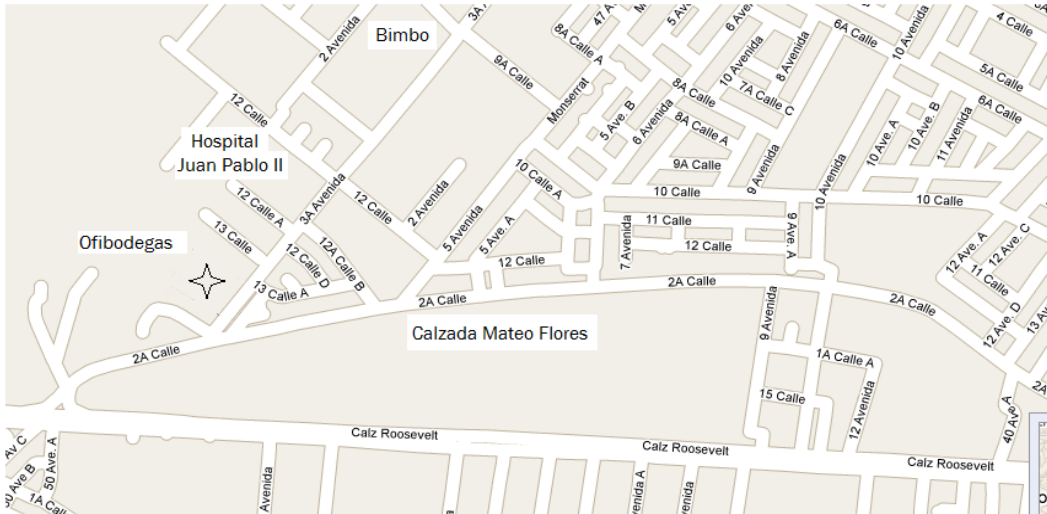 3A
8A Calle A
47 Avenida
5 Avenida
6 Avenida
6A Calle
4 Calle
10 Avenida
2 Avenida
Bimbo
9A Calle
Monserrat
8A Calle
10 Avenida
8 Avenida
7A Calle C
5A Calle
6A Calle
12 Calle
5 Ave. B
6 Avenida
8A Calle A
10 Ave. A
10 Ave. B
11 Avenida
Hospital
Juan Pablo II
9A Calle
9 Avenida
10 Avenida
10 Calle A
10 Calle
10 Calle
12 Calle A
3A Avenida
12 Calle
2 Avenida
5 Avenida
5 Ave. A
11 Calle
9 Ave. A
7 Avenida
12 Calle
12 Ave. A
12 Ave. C
13 Calle
12 Calle D
12A Calle B
12 Calle
11 Calle
Ofibodegas
13 Calle A
2A Calle
2A Calle
2A Calle
12 Ave. D
13 Av
Calzada Mateo Flores
9 Avenida
2A Calle
1A Calle A
2A
15 Calle
12 Avenida
40 Ave A
Calz Roosevelt
Calz Roosevelt
Calz Roosevelt
Av C
50 Ave. A
Ave B
1A Calle
Avenida
Avenida A
Avenida